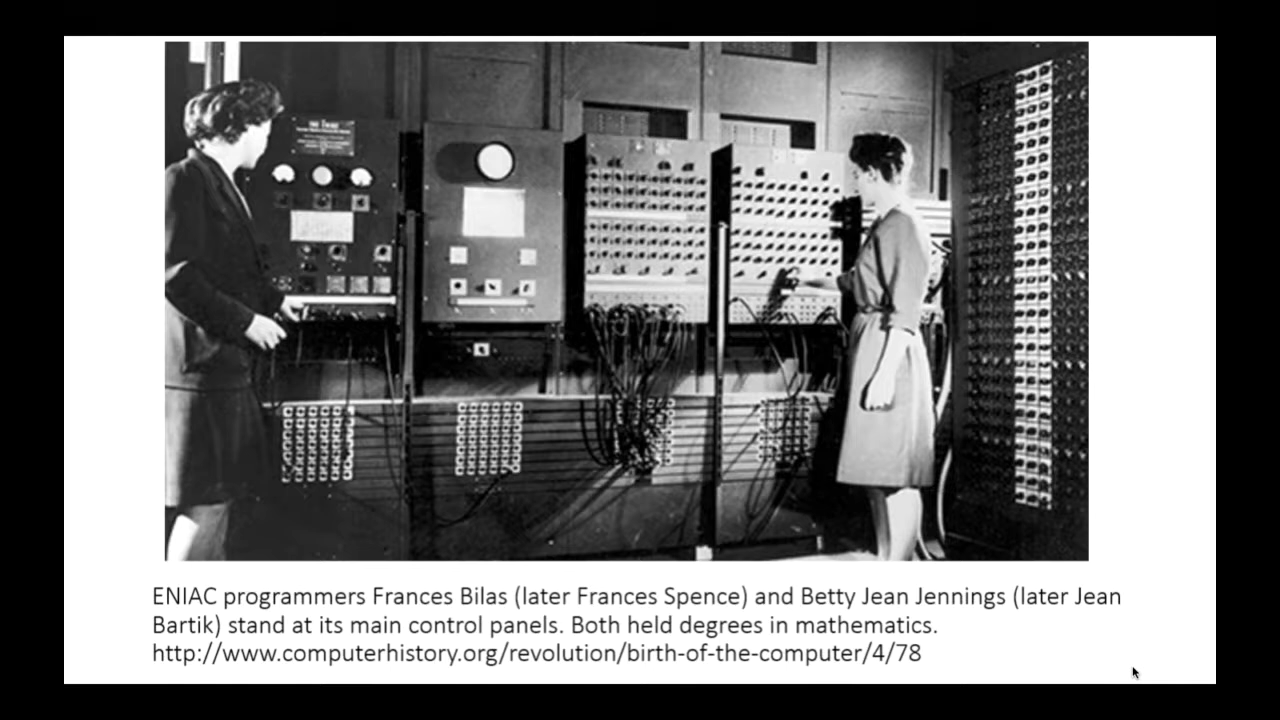 ENIAC programmers Frances Bilas (later Frances Spence) and Betty Jean Jennings (later Jean
Bartik) stand at its main control panels. Both held degrees in mathematics.
http://www.computerhistory.org/revolution/birth-of-the-computer/4/78